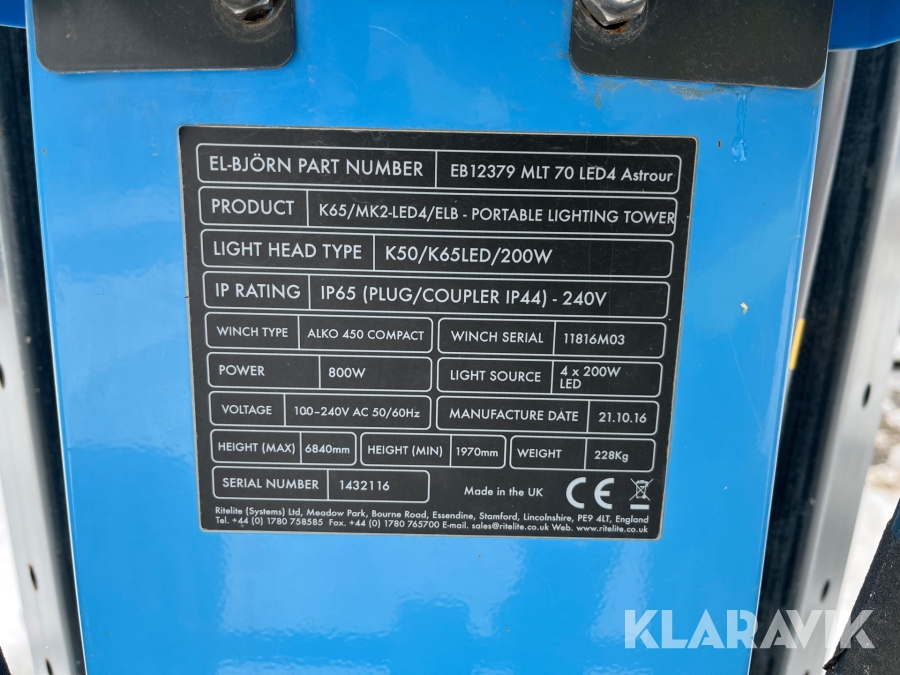 EL-BJÖRN PART NUMBER EB12379 MLT 70 LED4 Astrour
PRODUCT K65/MK2-LED4/ELB - PORTABLE LIGHTING TOWER
LIGHT HEAD TYPE K50/K65LED/200W
IP RATING IP65 (PLUG/COUPLER IP44) - 240V
WINCH TYPE ALKO 450 COMPACT WINCH SERIAL 11816M03
POWER 800W LIGHT SOURCE 4 x 200W
LED
VOLTAGE 100-240V AC 50/60Hz MANUFACTURE DATE 21.10.16
HEIGHT (MAX) 6840mm HEIGHT (MIN) 1970mm WEIGHT 228Kg
SERIAL NUMBER 1432116 Made in the UK CE
Ritelite (Systems) Ltd, Meadow Park, Bourne Road, Essendine, Stamford, Lincolnshire, PE9 4LT, England
Tel. +44 (0) 1780 758585 Fax. +44 (0) 1780 765700 E-mail. sales@ritelite.co.uk Web. www.ritelite.co.uk
KLARAVIK